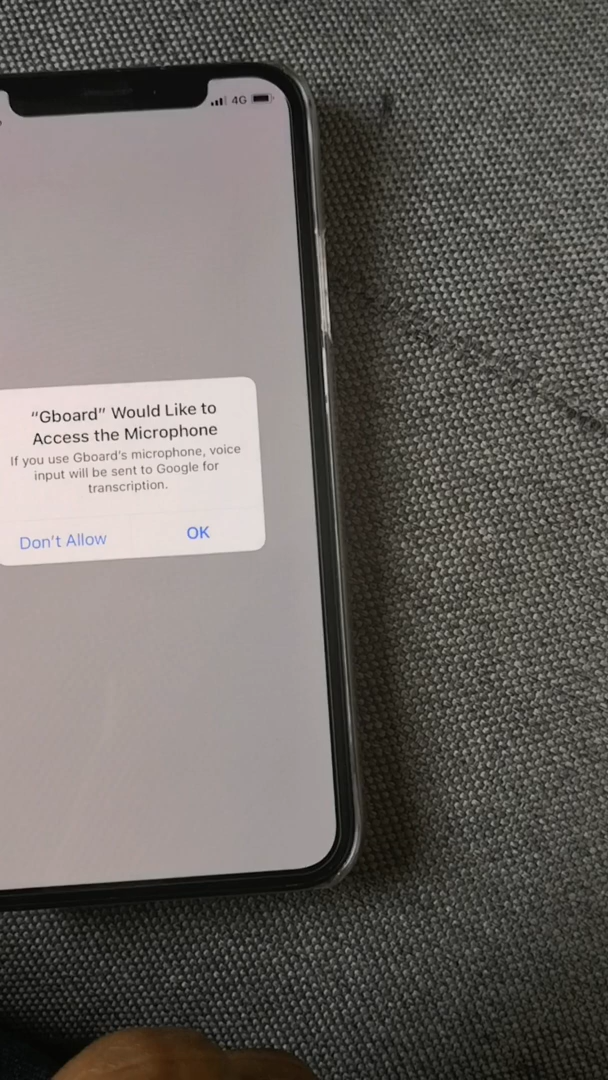 4G
“Gboard” Would Like to
Access the Microphone
If you use Gboard's microphone, voice
input will be sent to Google for
transcription.
Don't Allow
OK